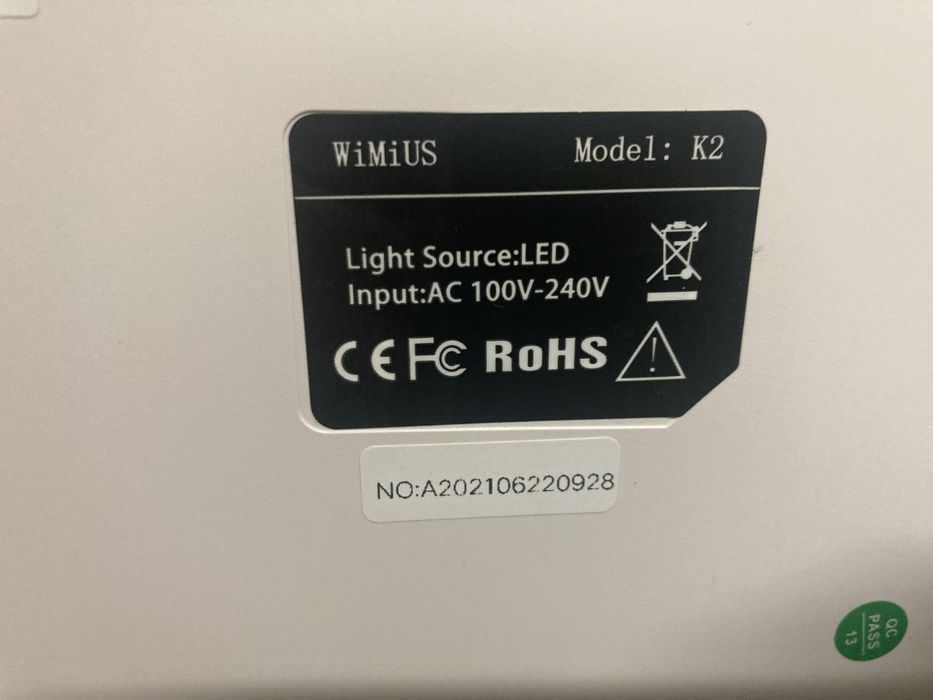 WiMiUS Model: K2
Light Source:LED
Input:AC 100V-240V
CE FC RoHS
NO:A202106220928
QC
PASS
13